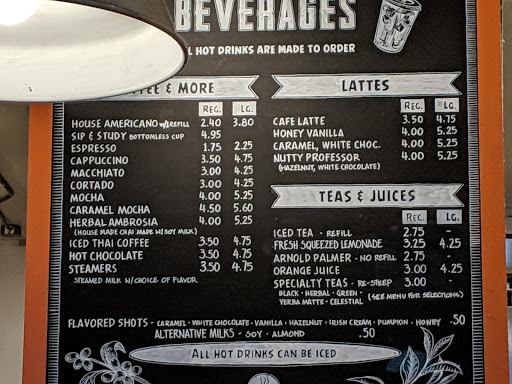 BEVERAGES
ALL HOT DRINKS ARE MADE TO ORDER
& MORE
REG. LG.
HOUSE AMERICANO w/REFILL 2.40 3.80
SIP & STUDY BOTTOMLESS CUP 4.95
ESPRESSO 1.75 2.25
CAPPUCCINO 3.50 4.75
MACCHIATO 3.00 4.25
CORTADO 3.00 4.25
MOCHA 4.00 5.25
CARAMEL MOCHA 4.50 5.60
HERBAL AMBROSIA 4.00 5.25
(HOUSE MADE CHAI MADE W/SOY MILK)
ICED THAI COFFEE 3.50 4.75
HOT CHOCOLATE 3.50 4.75
STEAMERS 3.50 4.75
STEAMED MILK W/CHOICE OF FLAVOR
LATTES
REG. LG.
CAFE LATTE 3.50 4.75
HONEY VANILLA 4.00 5.25
CARAMEL, WHITE CHOC. 4.00 5.25
NUTTY PROFESSOR 4.00 5.25
(HAZELNUT, WHITE CHOCOLATE)
TEAS & JUICES
REG. LG.
ICED TEA - REFILL 2.75 -
FRESH SQUEEZED LEMONADE 3.25 4.25
ARNOLD PALMER - NO REFILL 2.75 -
ORANGE JUICE 3.00 4.25
SPECIALTY TEAS - RE-STEEP 3.00 -
BLACK - HERBAL - GREEN -
YERBA MATTE - CELESTIAL (SEE MENU FOR SELECTIONS)
FLAVORED SHOTS - CARAMEL - WHITE CHOCOLATE - VANILLA - HAZELNUT - IRISH CREAM - PUMPKIN - HONEY .50
ALTERNATIVE MILKS - SOY - ALMOND .50
ALL HOT DRINKS CAN BE ICED